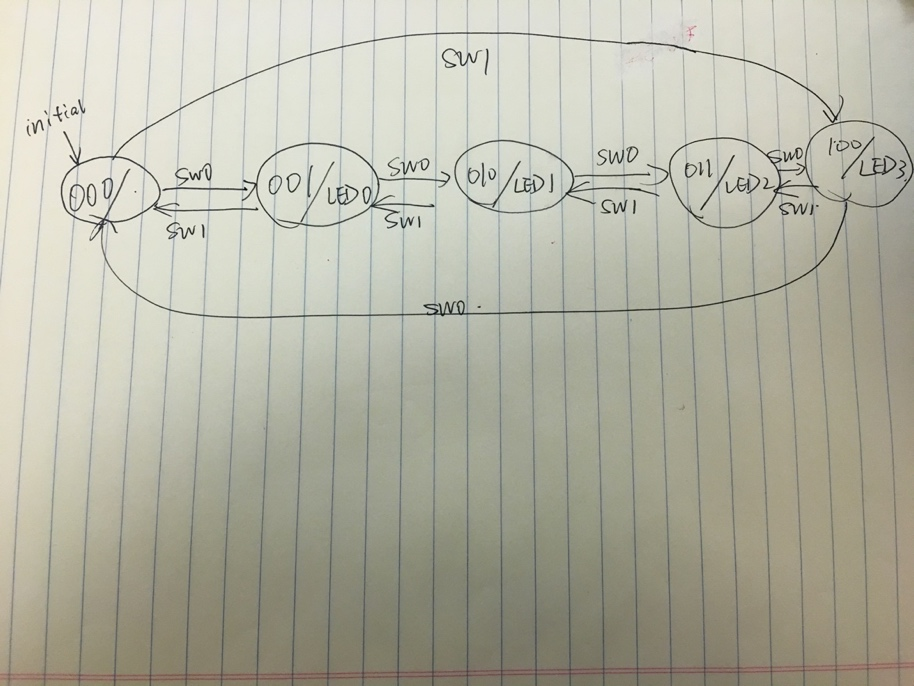 SW1
initial
000/
SW0
SW1
001/LED0
SW0
SW1
010/LED1
SW0
SW1
011/LED2
SW0
SW1
100/LED3
SW0